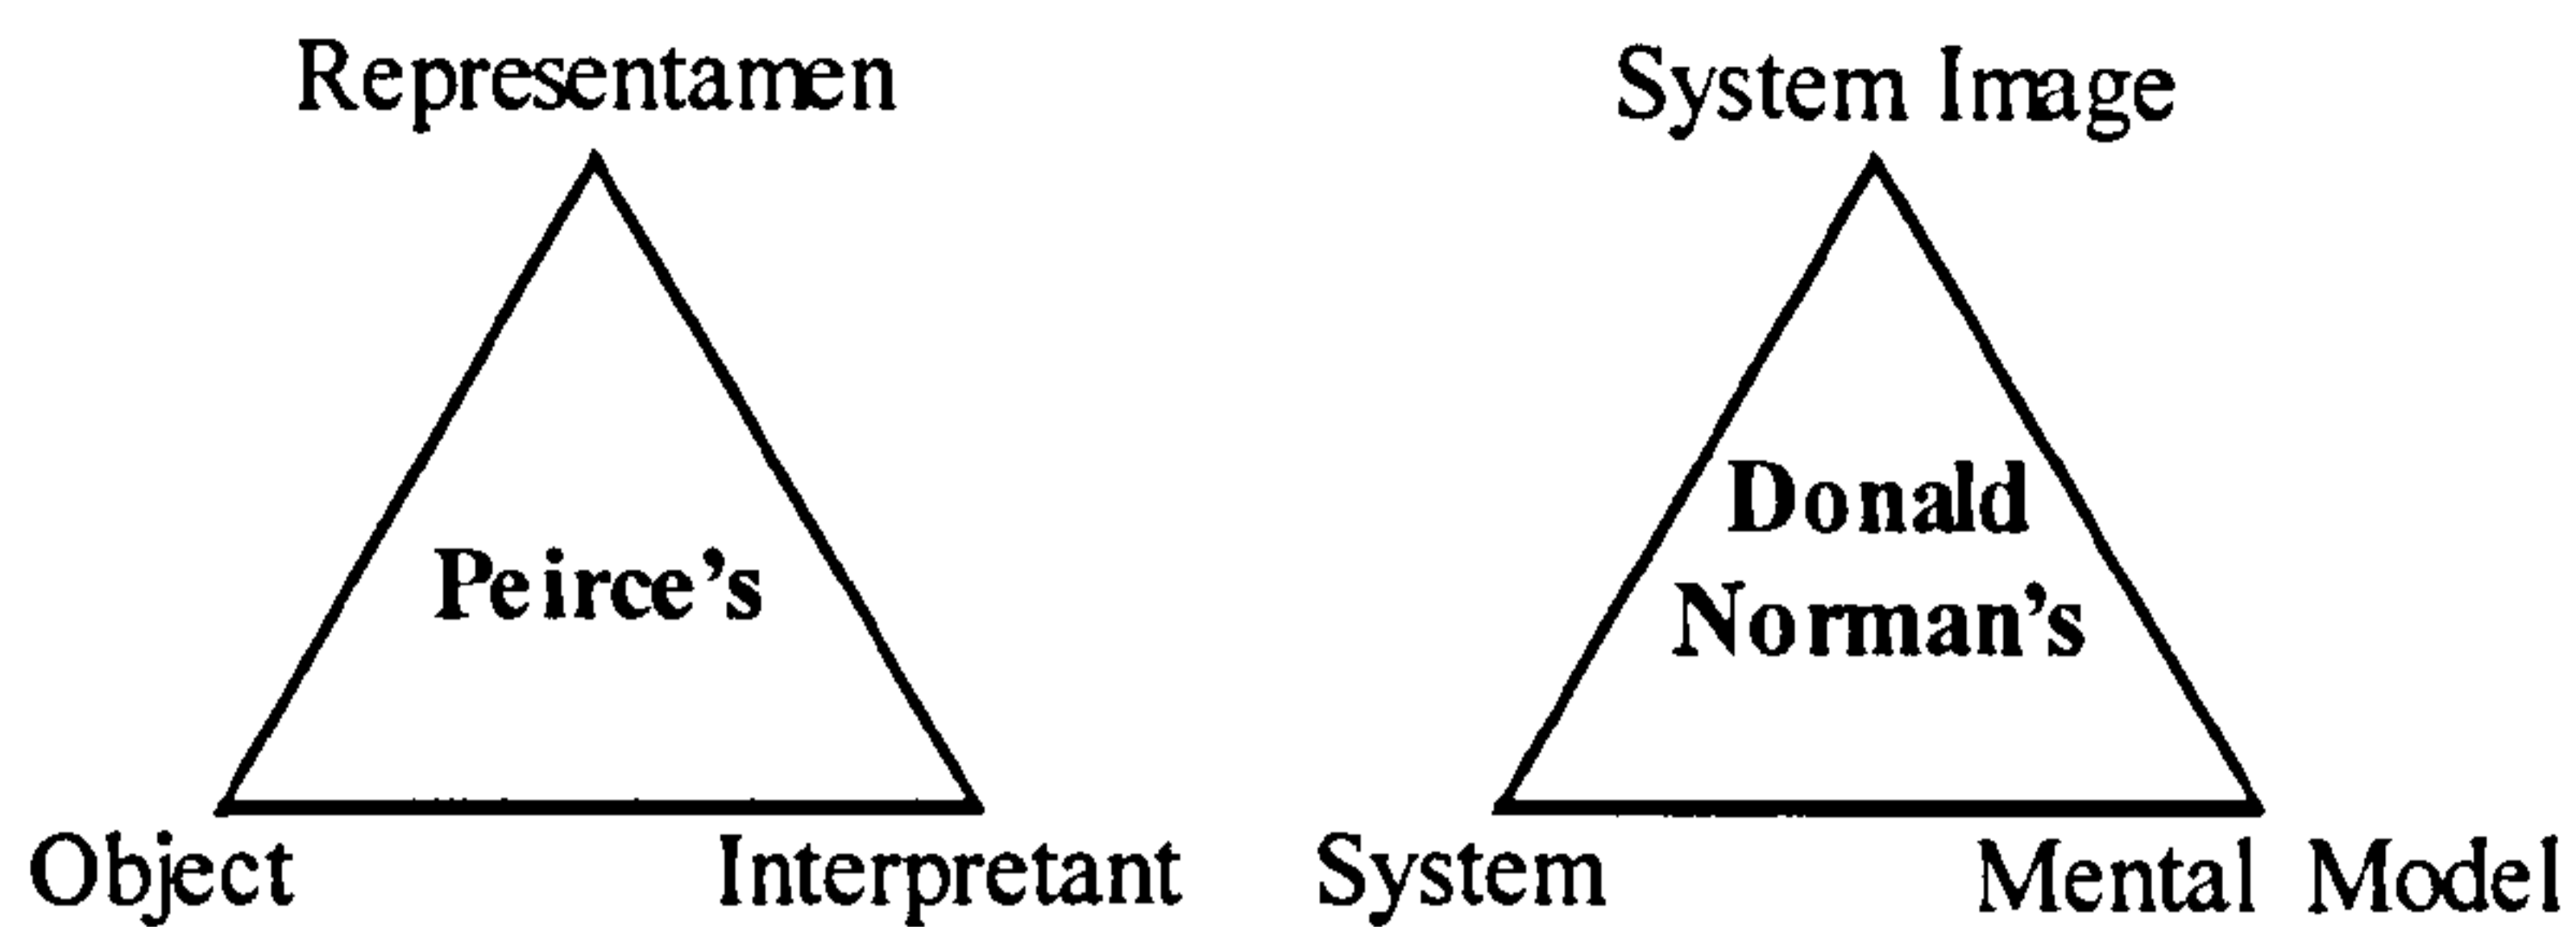 Representamen
System Image
Peirce's
Donald
Norman's
Object
Interpretant
System
Mental Model